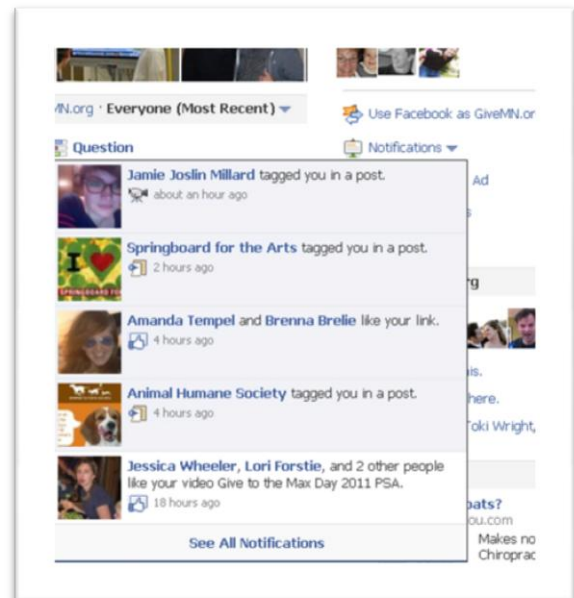 N.org · Everyone (Most Recent)
Use Facebook as GiveMN.or
Question
Notifications
Ad
s
Jamie Joslin Millard tagged you in a post.
about an hour ago
Springboard for the Arts tagged you in a post.
2 hours ago
I
SPRINGBOARD FO
rg
Amanda Tempel and Brenna Brelie like your link.
4 hours ago
Animal Humane Society tagged you in a post.
4 hours ago
is.
here.
Toki Wright,
Jessica Wheeler, Lori Forstie, and 2 other people
like your video Give to the Max Day 2011 PSA.
18 hours ago
oats?
ou.com
Makes no
Chiroprac
See All Notifications